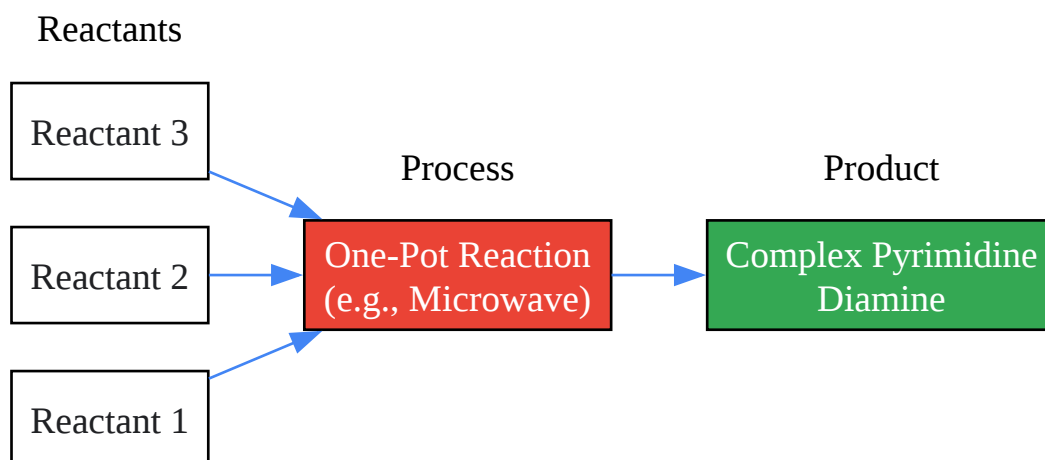 Reactants
Reactant 3
Reactant 2
Reactant 1
Process
One-Pot Reaction
(e.g., Microwave)
Product
Complex Pyrimidine
Diamine